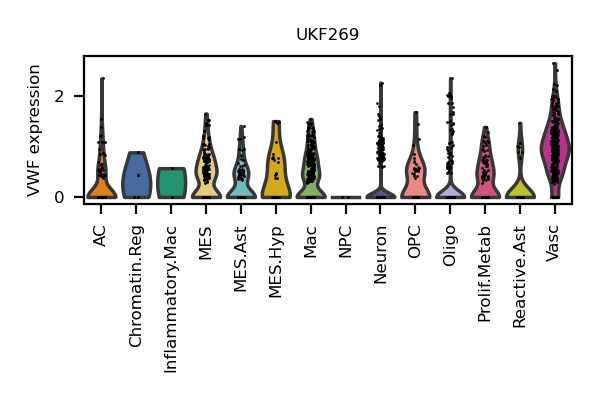 UKF269
VWF expression
2
0
AC
Chromatin.Reg
Inflammatory.Mac
MES
MES.Ast
MES.Hyp
Mac
NPC
Neuron
OPC
Oligo
Prolif.Metab
Reactive.Ast
Vasc